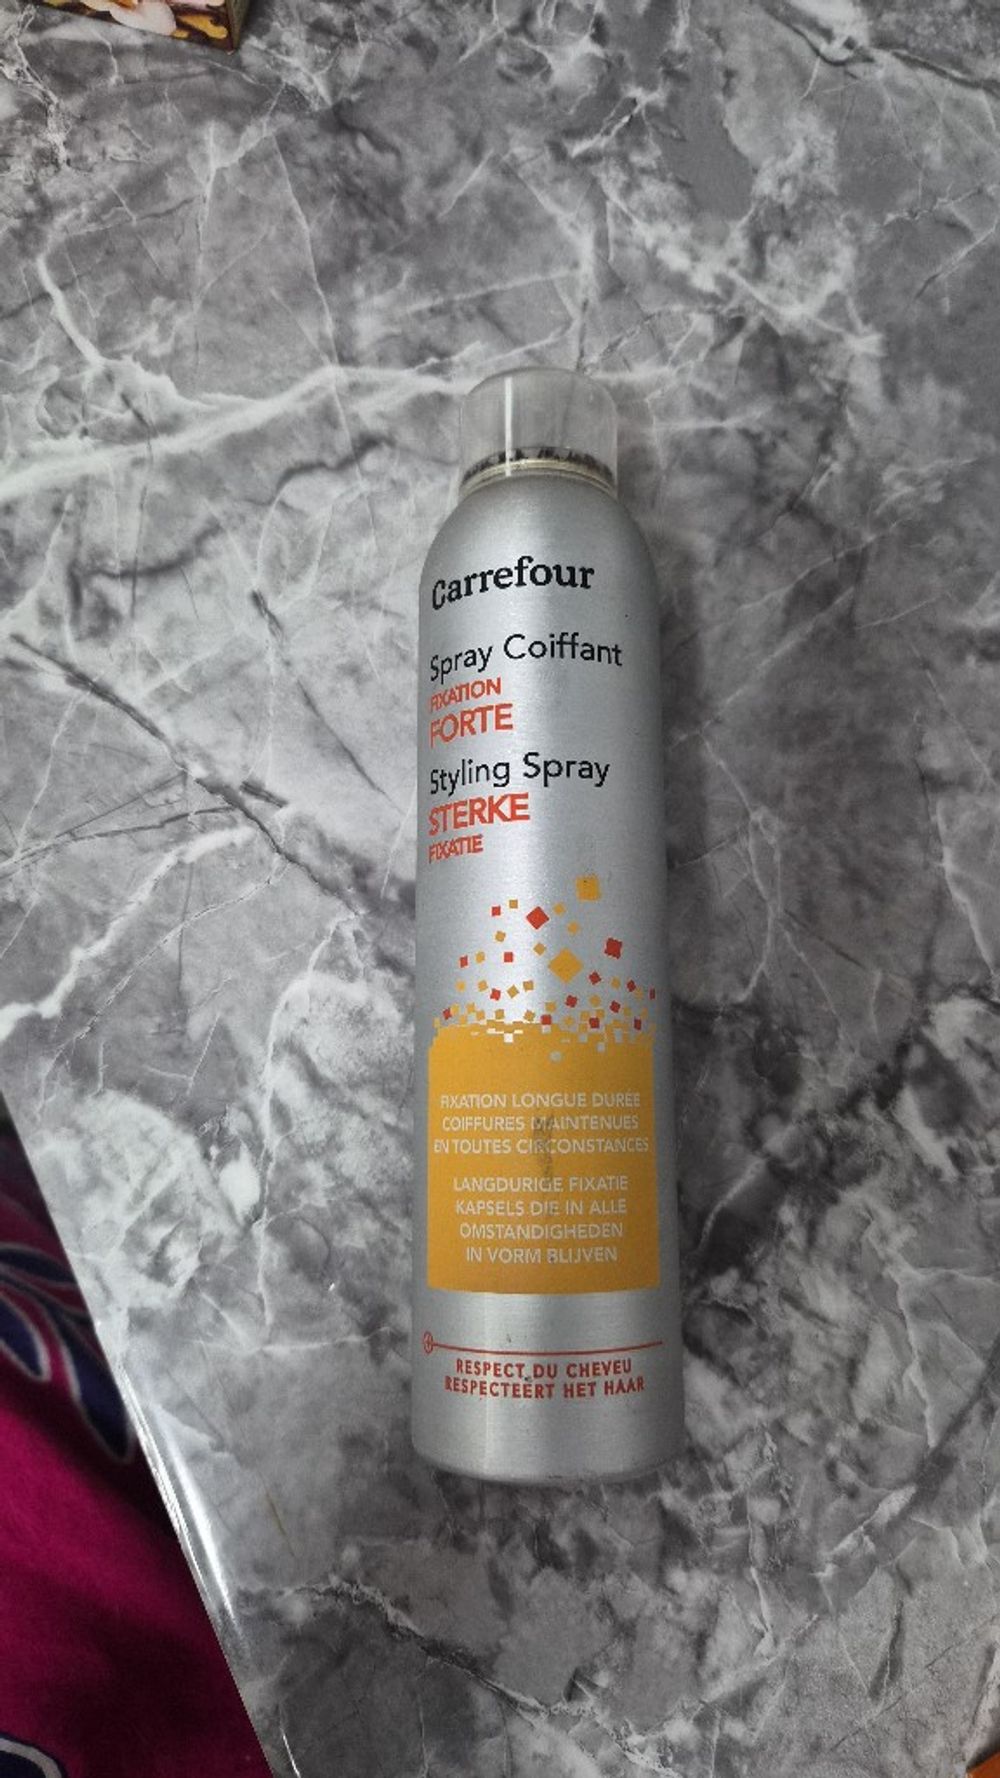 Carrefour
Spray Coiffant
FIXATION
FORTE
Styling Spray
STERKE
FIXATIE
FIXATION LONGUE DURÉE
COIFFURES MAINTENUES
EN TOUTES CIRCONSTANCES
LANGDURIGE FIXATIE
KAPSELS DIE IN ALLE
OMSTANDIGHEDEN
IN VORM BLIJVEN
RESPECT DU CHEVEU
RESPECTEERT HET HAAR